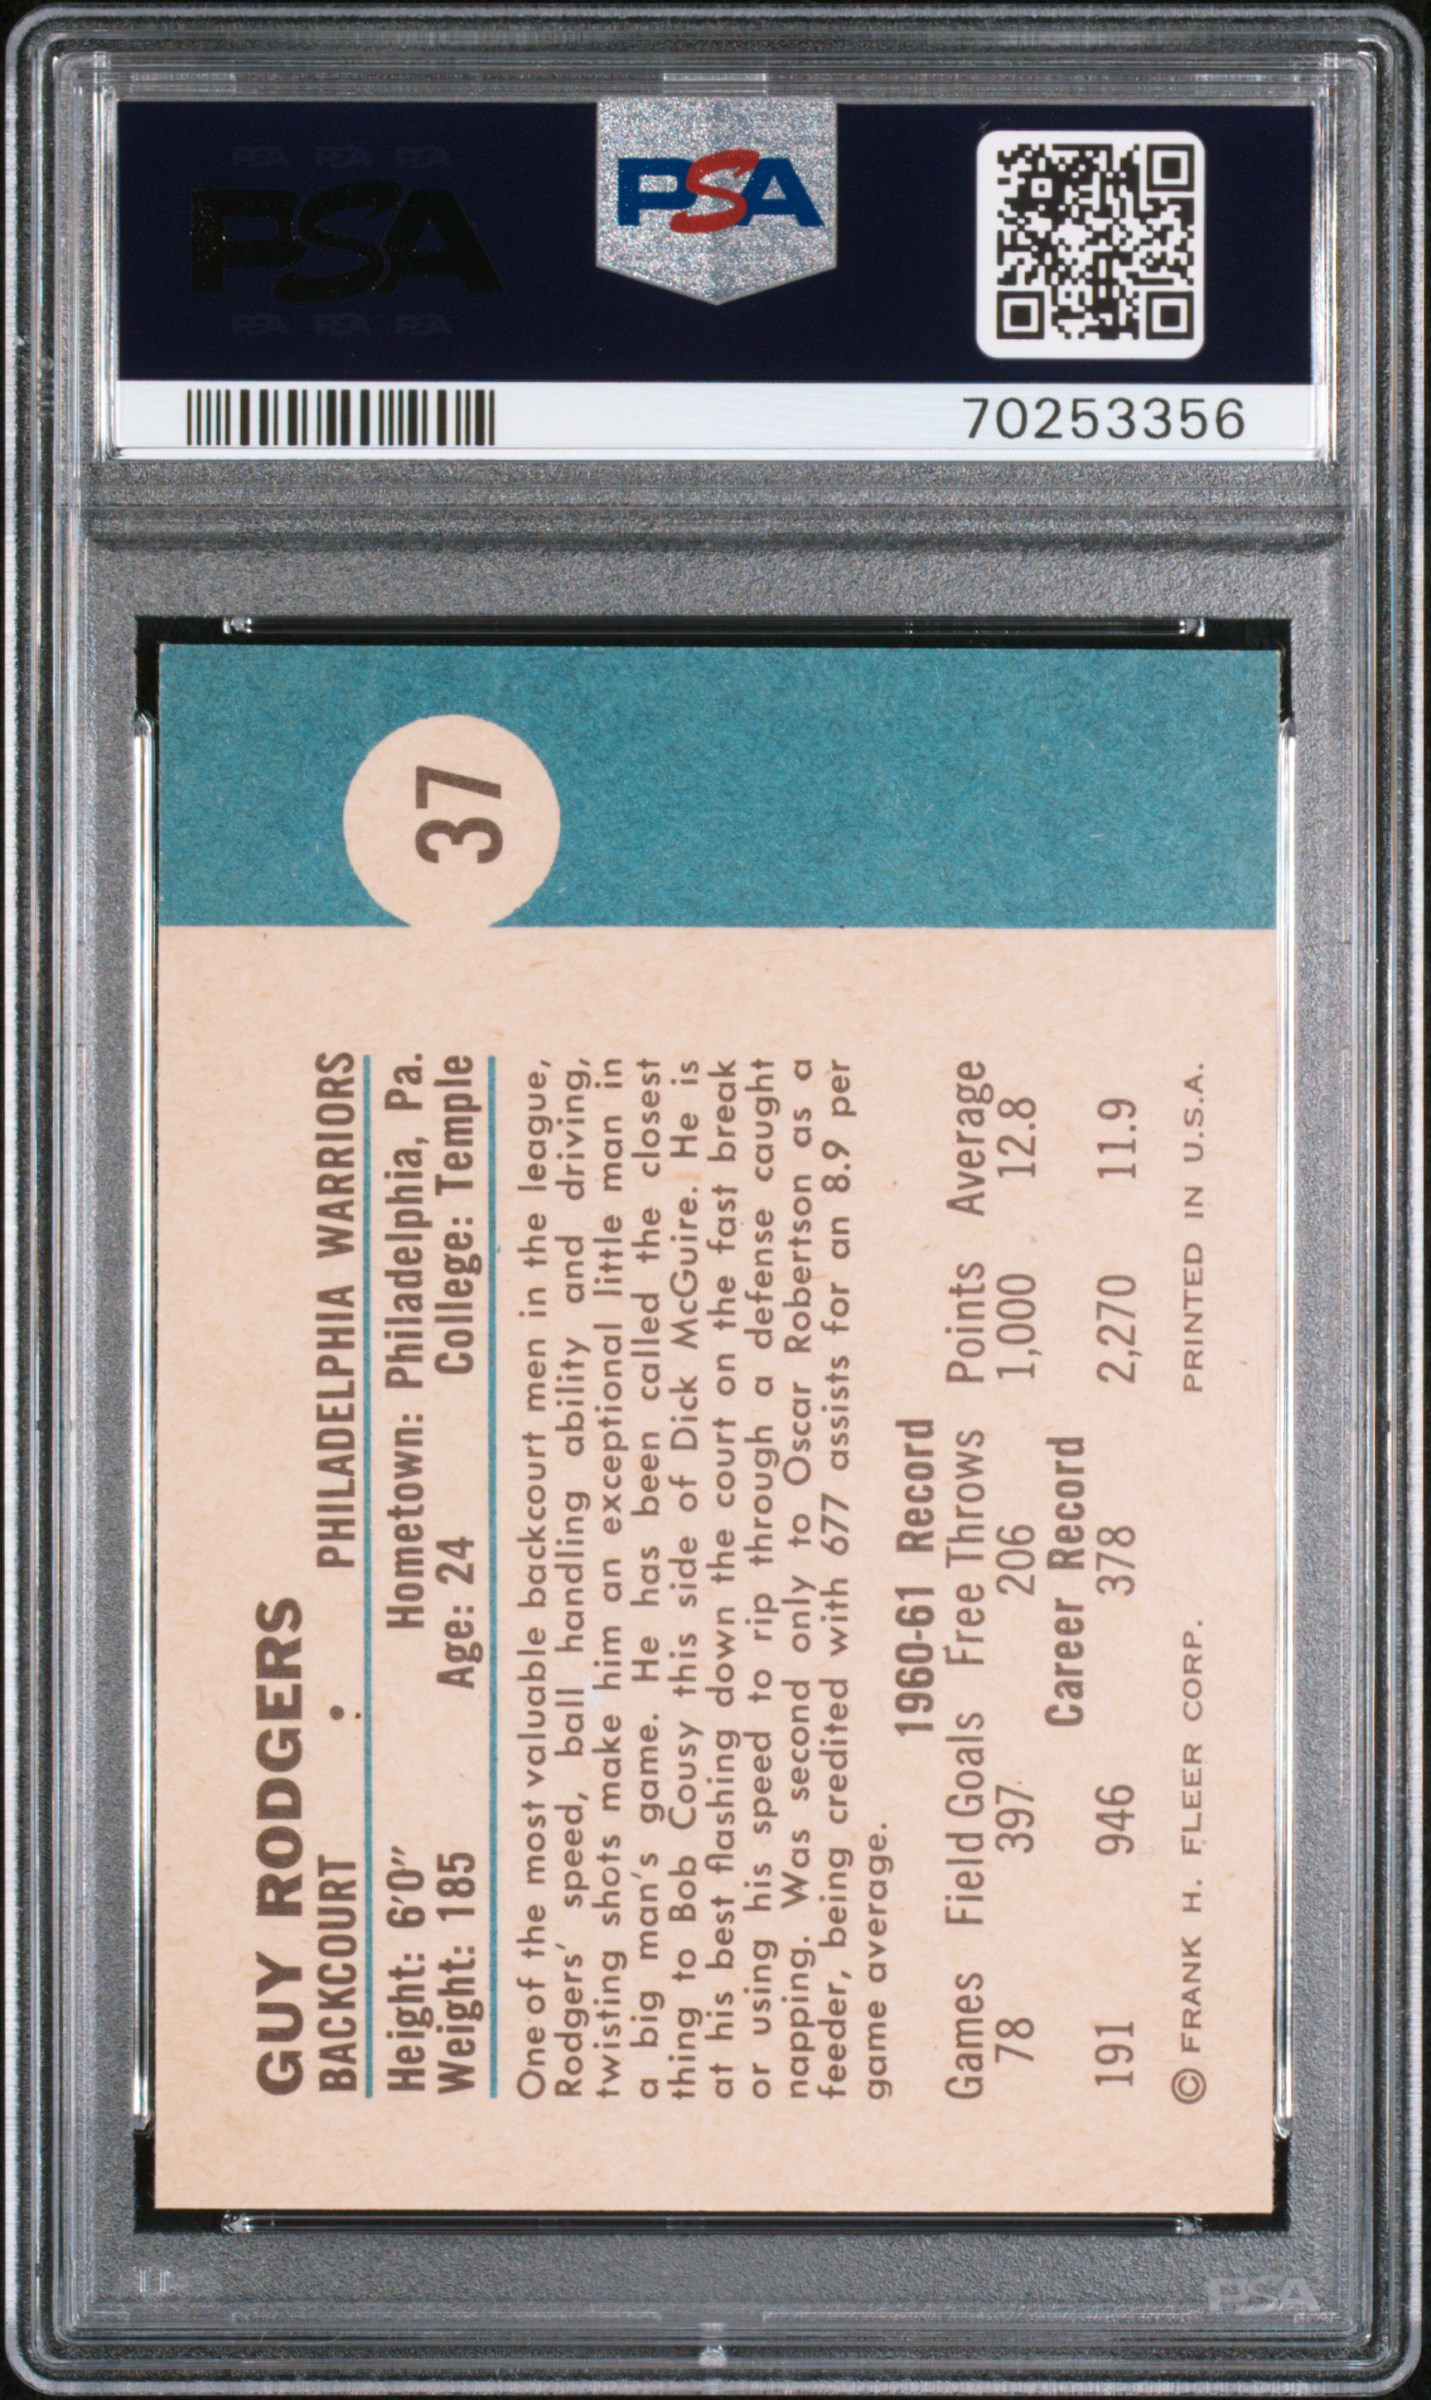 PSA PSA PSA
PSA
PSA PSA PSA
PSA
70253356
37
GUY RODGERS
BACKCOURT • PHILADELPHIA WARRIORS
Height: 6'0" Hometown: Philadelphia, Pa.
Weight: 185 Age: 24 College: Temple
One of the most valuable backcourt men in the league,
Rodgers' speed, ball handling ability and driving,
twisting shots make him an exceptional little man in
a big man's game. He has been called the closest
thing to Bob Cousy this side of Dick McGuire. He is
at his best flashing down the court on the fast break
or using his speed to rip through a defense caught
napping. Was second only to Oscar Robertson as a
feeder, being credited with 677 assists for an 8.9 per
game average.
1960-61 Record
Games Field Goals Free Throws Points Average
78 397 206 1,000 12.8
Career Record
191 946 378 2,270 11.9
© FRANK H. FLEER CORP. PRINTED IN U.S.A.
PSA